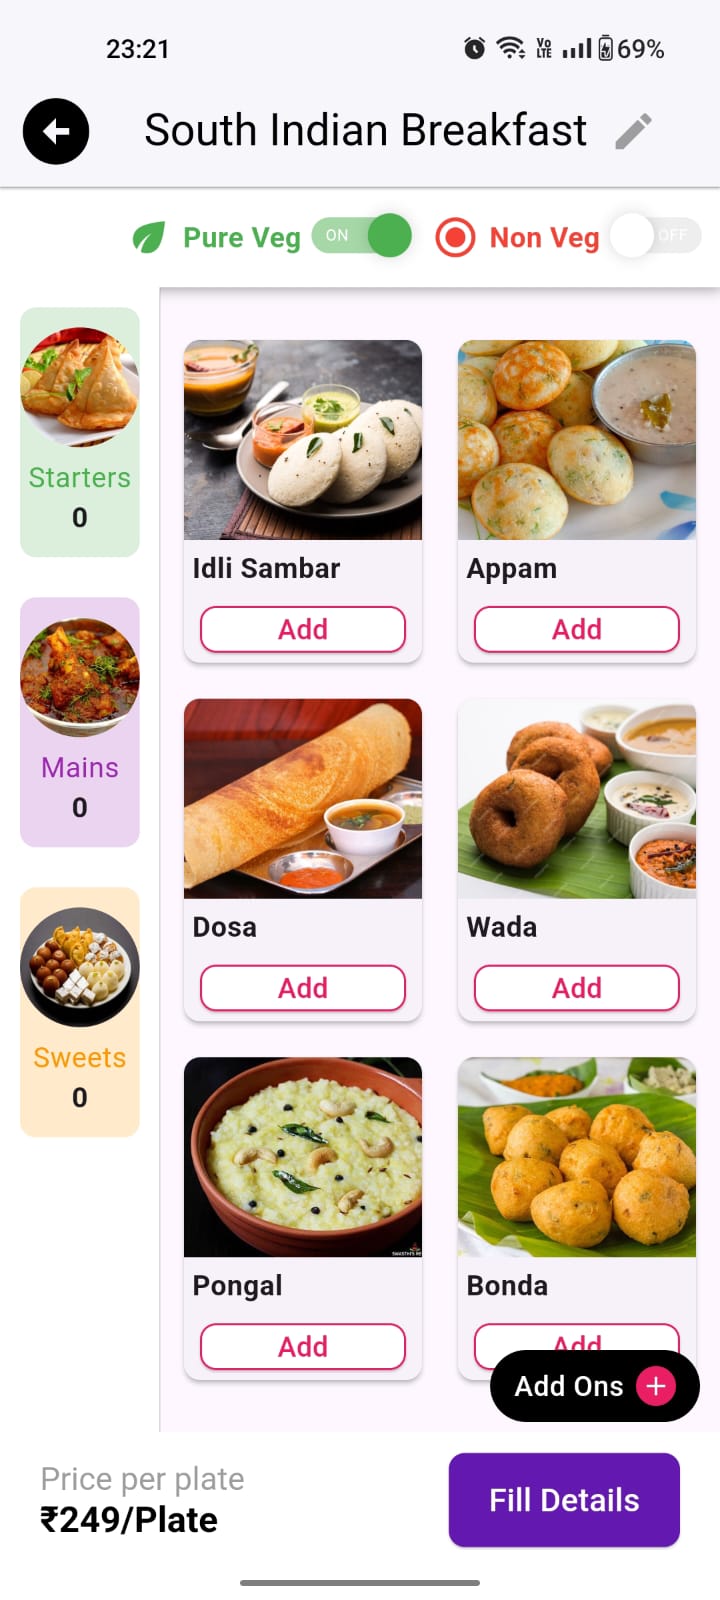 23:21
Vo LTE 69%
South Indian Breakfast
Pure Veg ON Non Veg OFF
Starters
0
Mains
0
Sweets
0
Idli Sambar
Add
Appam
Add
Dosa
Add
Wada
Add
Pongal
Add
Bonda
Add
Add Ons +
Price per plate
₹249/Plate
Fill Details